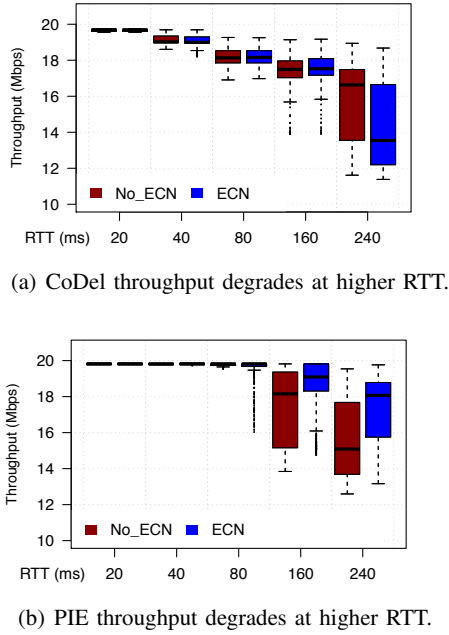 20
18
16
14
12
10
Throughput (Mbps)
No_ECN ECN
RTT (ms) 20 40 80 160 240
(a) CoDel throughput degrades at higher RTT.
20
18
16
14
12
10
Throughput (Mbps)
No_ECN ECN
RTT (ms) 20 40 80 160 240
(b) PIE throughput degrades at higher RTT.